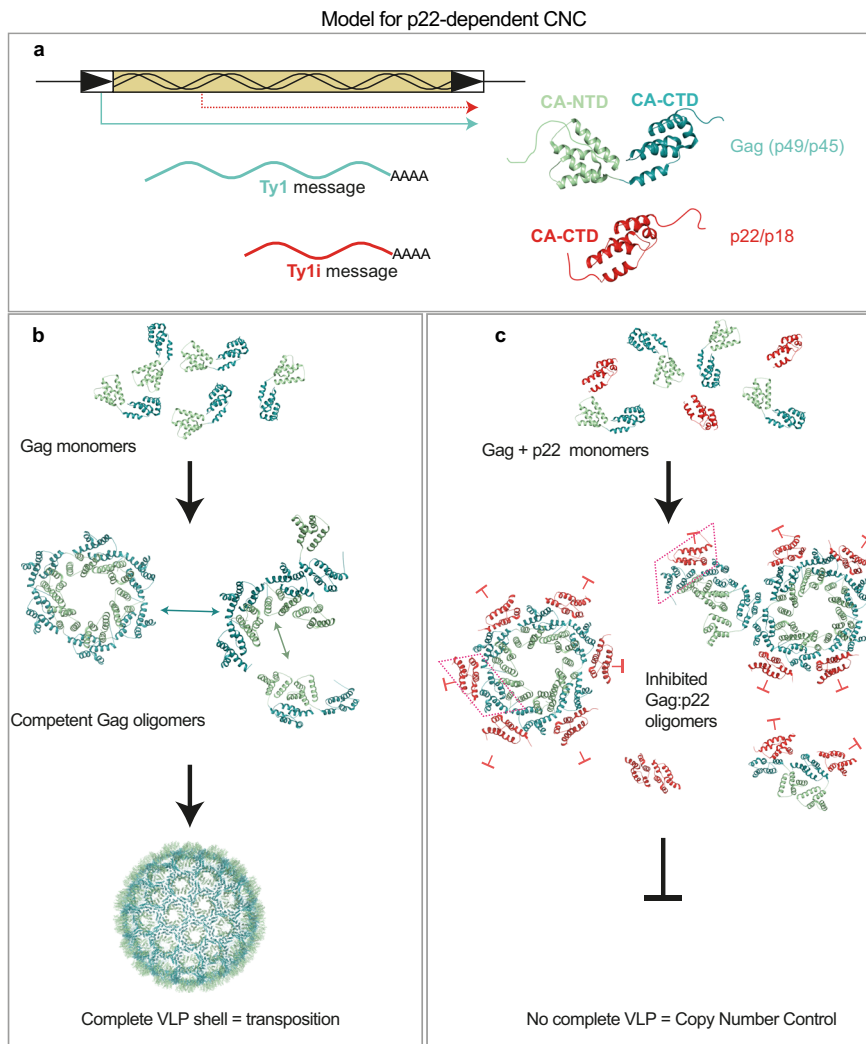 Model for p22-dependent CNC
a
CA-NTD
CA-CTD
Gag (p49/p45)
AAAA
Ty1 message
CA-CTD
p22/p18
AAAA
Ty1i message
b
Gag monomers
Competent Gag oligomers
Complete VLP shell = transposition
c
Gag + p22 monomers
Inhibited
Gag:p22
oligomers
No complete VLP = Copy Number Control